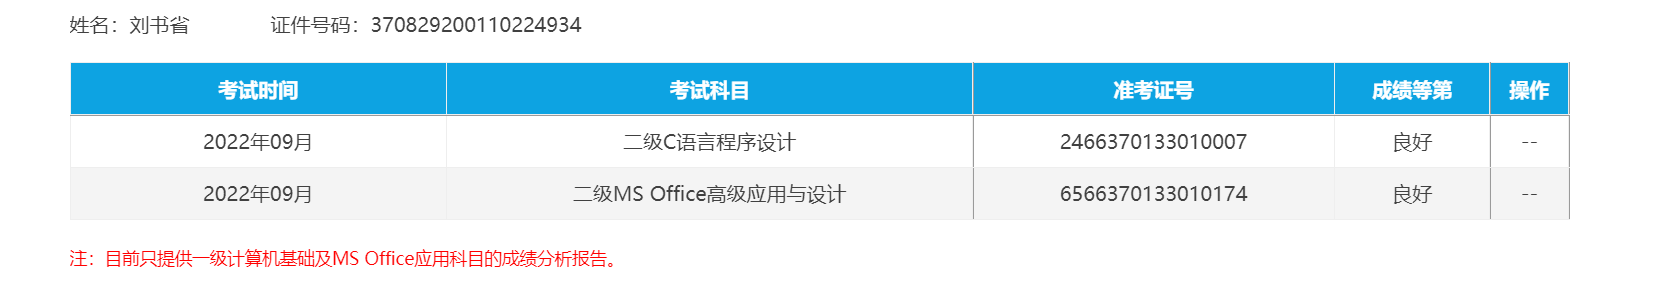 姓名：刘书省 证件号码：370829200110224934
考试时间 考试科目 准考证号 成绩等第 操作
2022年09月 二级C语言程序设计 2466370133010007 良好 --
2022年09月 二级MS Office高级应用与设计 6566370133010174 良好 --
注：目前只提供一级计算机基础及MS Office应用科目的成绩分析报告。